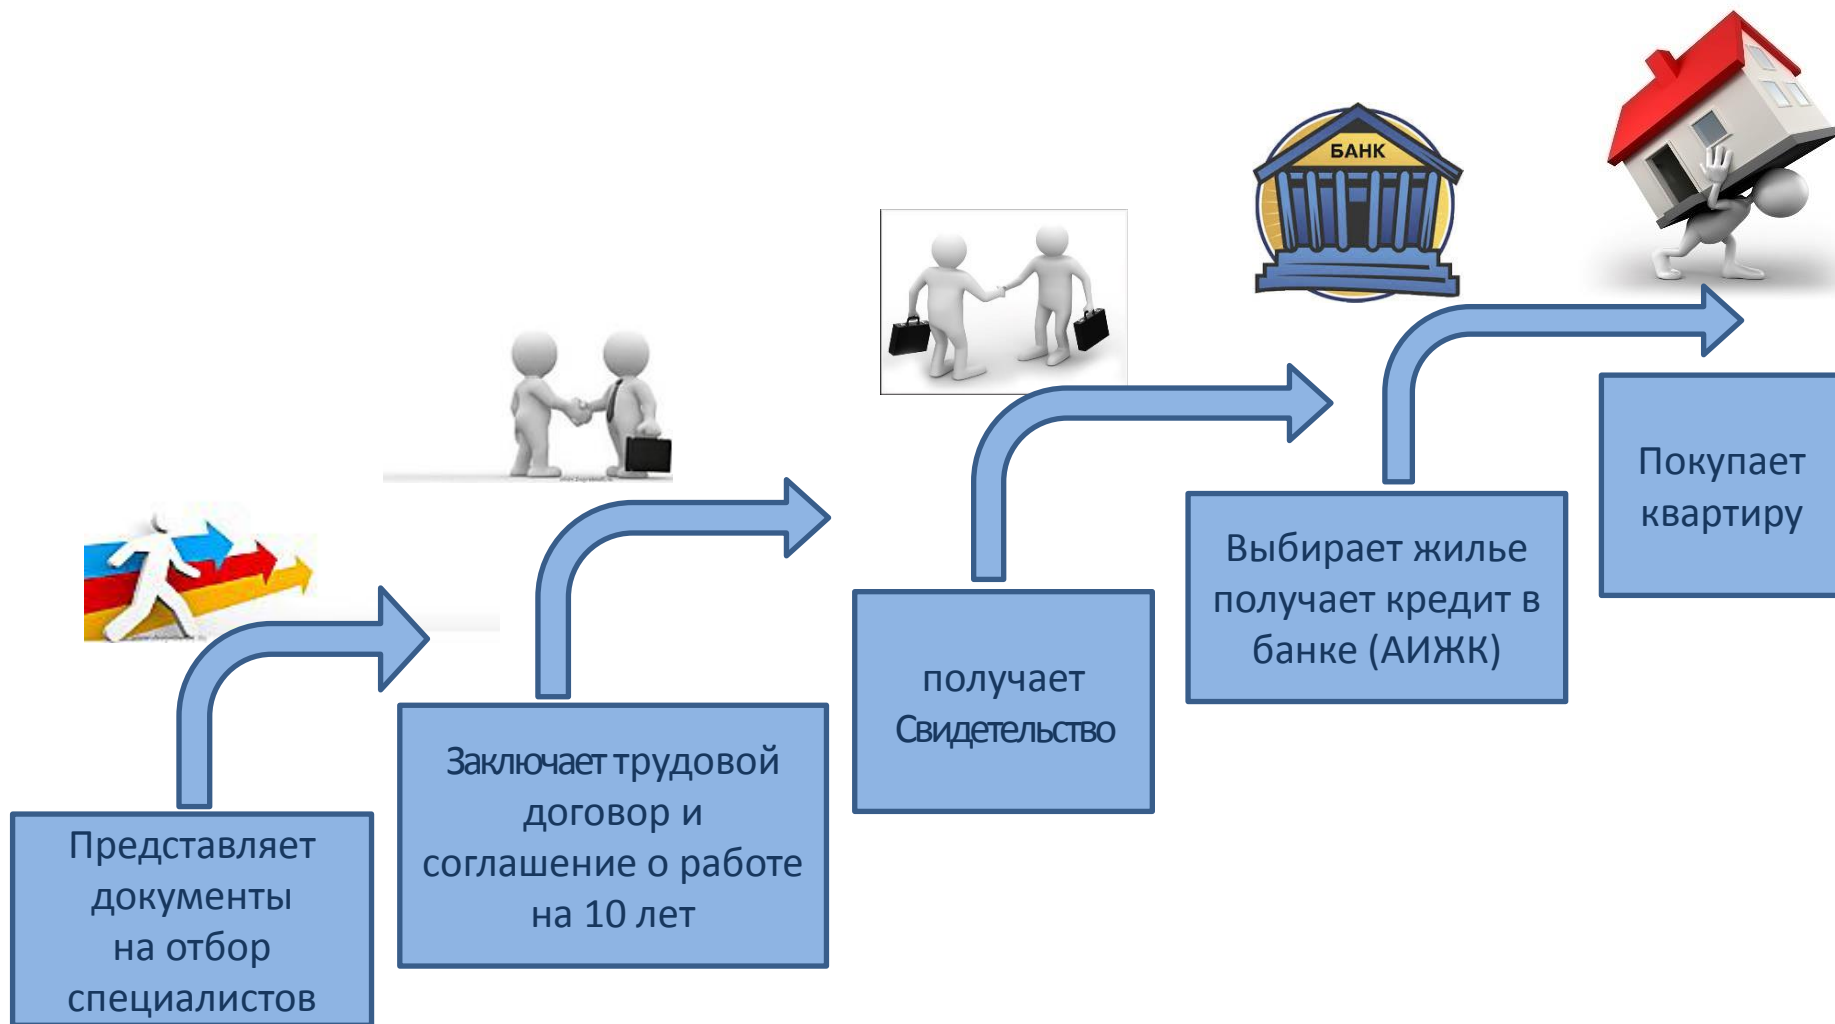 Представляет
документы
на отбор
специалистов
Заключает трудовой
договор и
соглашение о работе
на 10 лет
получает
Свидетельство
БАНК
Выбирает жилье
получает кредит в
банке (АИЖК)
Покупает
квартиру